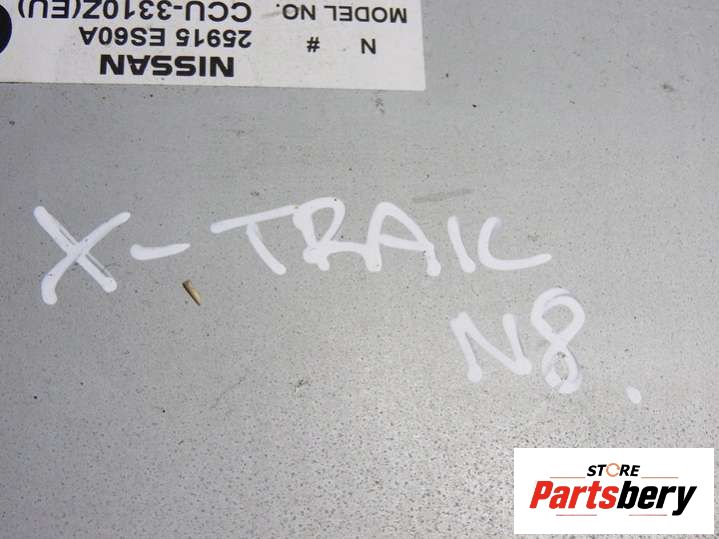 NISSAN
25915 ES60A N #
MODEL NO. CCU-3310Z(EU)
X-TRAIL
N8.
STORE
Partsbery